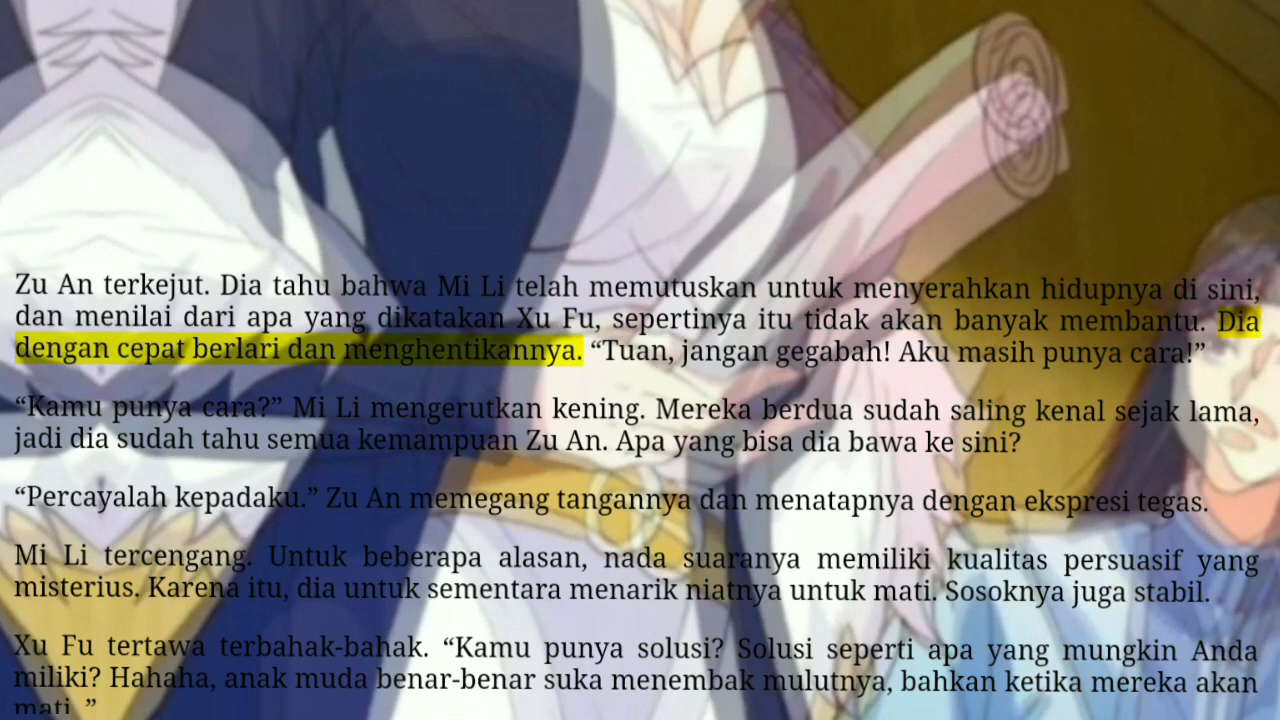 Zu An terkejut. Dia tahu bahwa Mi Li telah memutuskan untuk menyerahkan hidupnya di sini,
dan menilai dari apa yang dikatakan Xu Fu, sepertinya itu tidak akan banyak membantu. Dia
dengan cepat berlari dan menghentikannya. “Tuan, jangan gegabah! Aku masih punya cara!”
“Kamu punya cara?” Mi Li mengerutkan kening. Mereka berdua sudah saling kenal sejak lama,
jadi dia sudah tahu semua kemampuan Zu An. Apa yang bisa dia bawa ke sini?
“Percayalah kepadaku.” Zu An memegang tangannya dan menatapnya dengan ekspresi tegas.
Mi Li tercengang. Untuk beberapa alasan, nada suaranya memiliki kualitas persuasif yang
misterius. Karena itu, dia untuk sementara menarik niatnya untuk mati. Sosoknya juga stabil.
Xu Fu tertawa terbahak-bahak. “Kamu punya solusi? Solusi seperti apa yang mungkin Anda
miliki? Hahaha, anak muda benar-benar suka menembak mulutnya, bahkan ketika mereka akan
mati.”